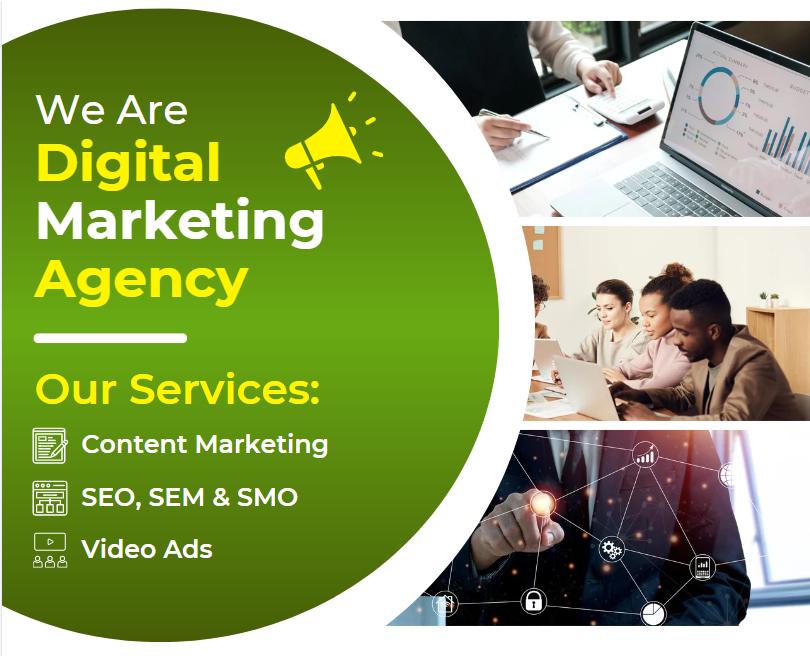 We Are
Digital
Marketing
Agency
Our Services:
Content Marketing
SEO, SEM & SMO
Video Ads